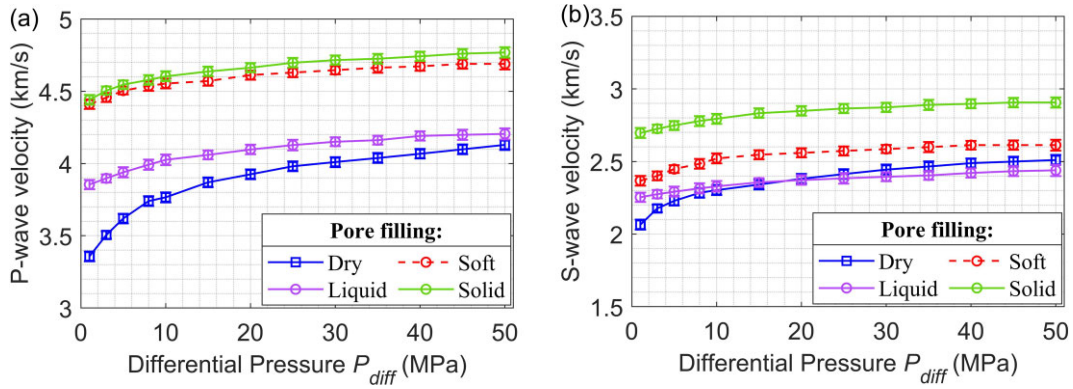 (a)
5
4.5
4
3.5
3
P-wave velocity (km/s)
Pore filling:
Dry Soft
Liquid Solid
0 10 20 30 40 50
Differential Pressure P_diff (MPa)
(b)
3.5
3
2.5
2
1.5
S-wave velocity (km/s)
Pore filling:
Dry Soft
Liquid Solid
0 10 20 30 40 50
Differential Pressure P_diff (MPa)